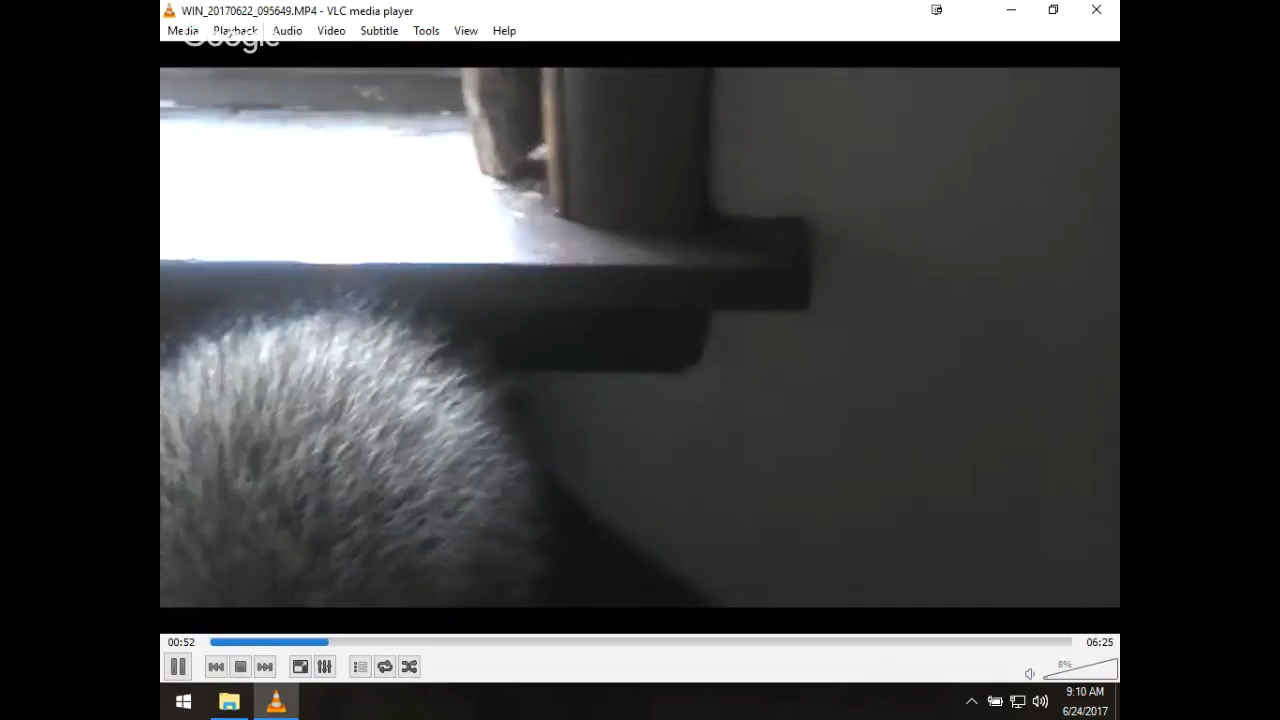 WIN_20170622_095649.MP4 - VLC media player
Media Playback Audio Video Subtitle Tools View Help
Google
00:52
06:25
8%
9:10 AM
6/24/2017